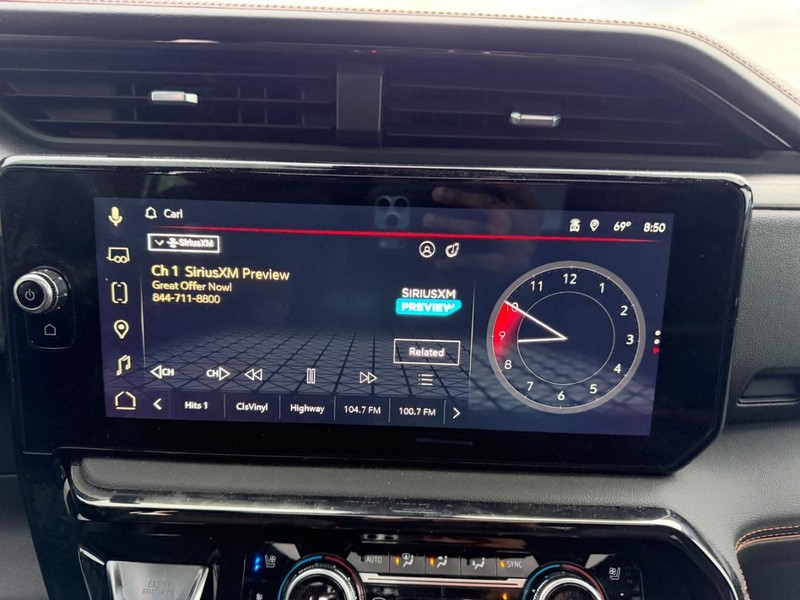 Carl
69° 8:50
SiriusXM
Ch 1 SiriusXM Preview
Great Offer Now!
844-711-8800
SIRIUSXM
PREVIEW
Related
CH CH
Hits 1 ClsVinyl Highway 104.7 FM 100.7 FM
12
1
2
3
4
5
6
7
8
9
10
11
AUTO SYNC
ENGINE